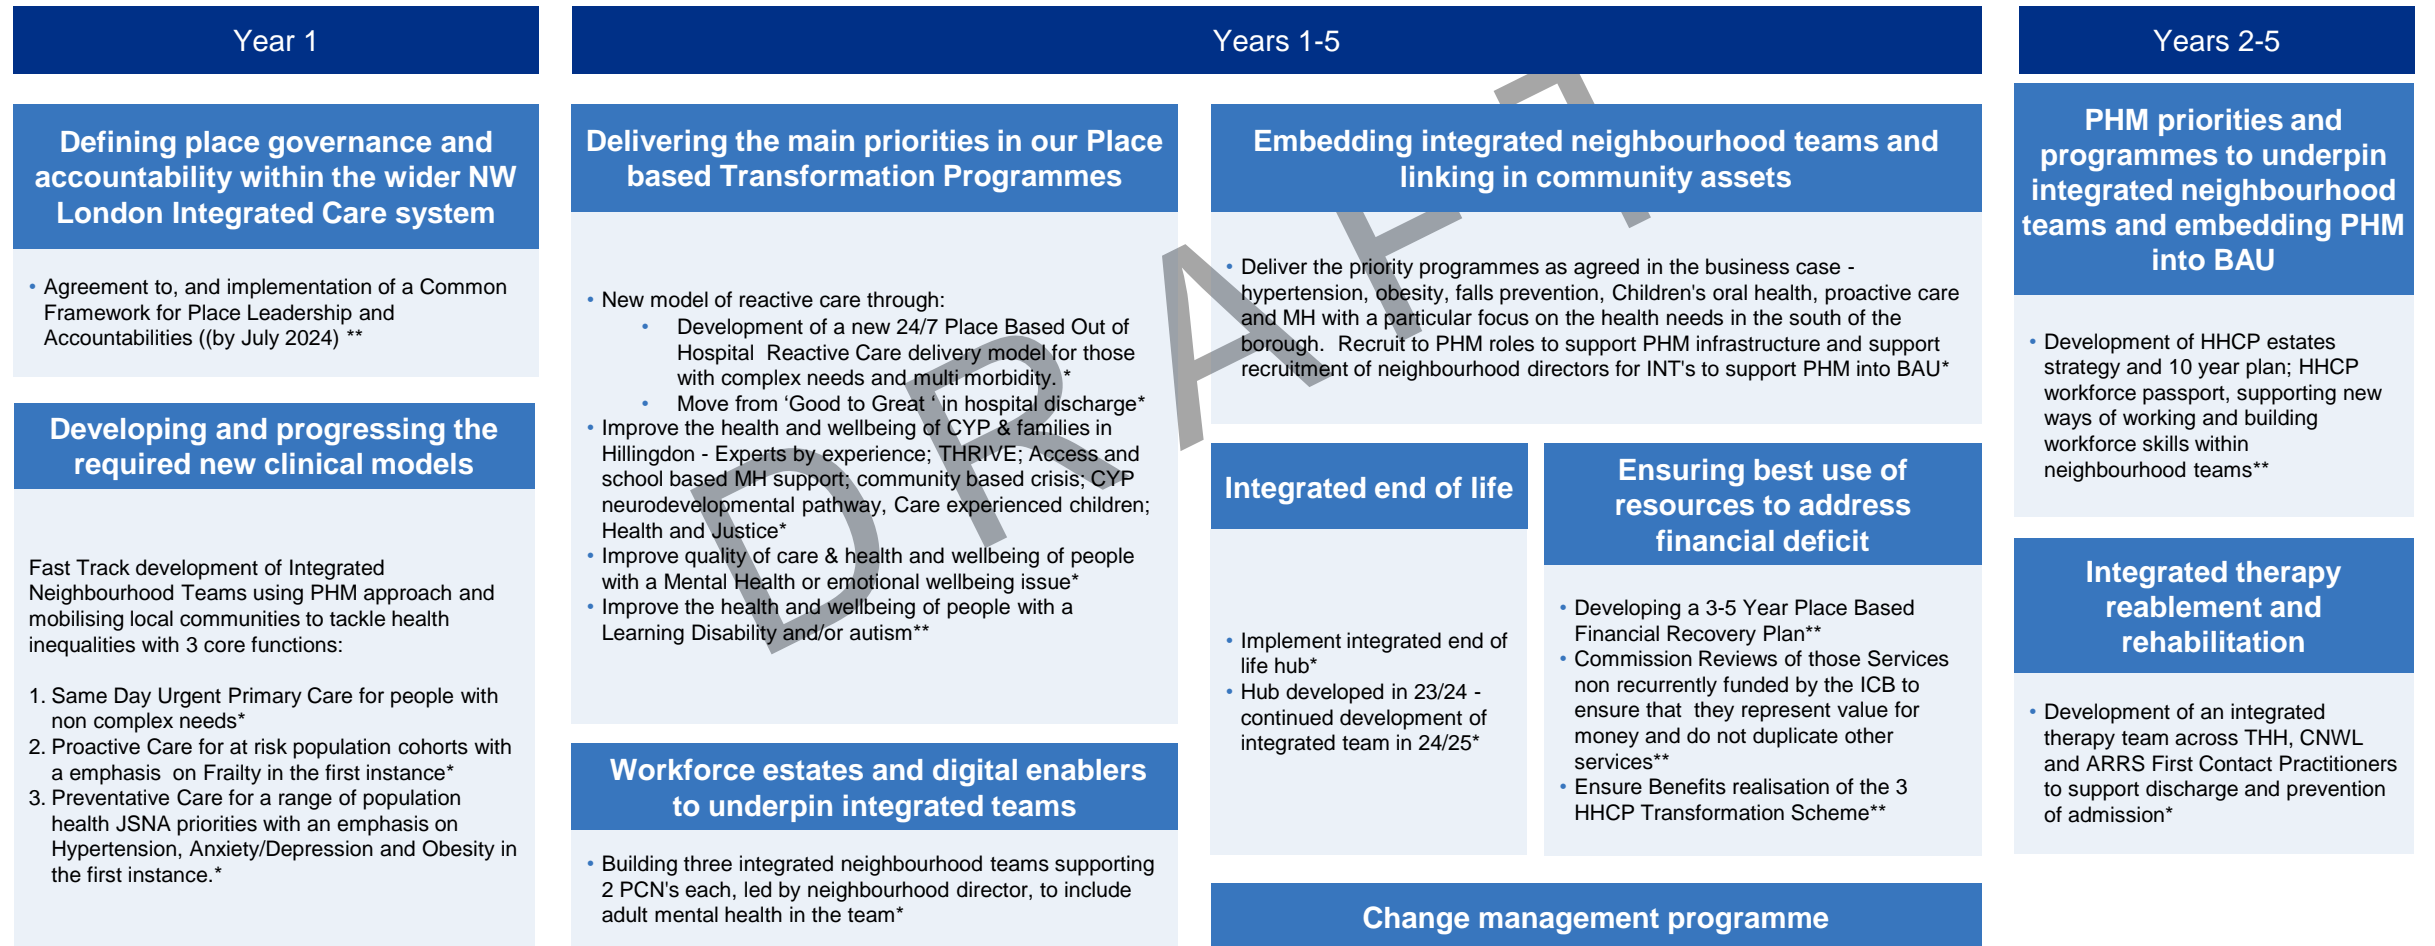 Year 1
Defining place governance and
accountability within the wider NW
London Integrated Care system
• Agreement to, and implementation of a Common
Framework for Place Leadership and
Accountabilities ((by July 2024) **
Developing and progressing the
required new clinical models
Fast Track development of Integrated
Neighbourhood Teams using PHM approach and
mobilising local communities to tackle health
inequalities with 3 core functions:
1. Same Day Urgent Primary Care for people with
non complex needs*
2. Proactive Care for at risk population cohorts with
a emphasis on Frailty in the first instance*
3. Preventative Care for a range of population
health JSNA priorities with an emphasis on
Hypertension, Anxiety/Depression and Obesity in
the first instance.*
Years 1-5
Delivering the main priorities in our Place
based Transformation Programmes
• New model of reactive care through:
• Development of a new 24/7 Place Based Out of
Hospital Reactive Care delivery model for those
with complex needs and multi morbidity. *
• Move from ‘Good to Great ‘ in hospital discharge*
• Improve the health and wellbeing of CYP & families in
Hillingdon - Experts by experience; THRIVE; Access and
school based MH support; community based crisis; CYP
neurodevelopmental pathway, Care experienced children;
Health and Justice*
• Improve quality of care & health and wellbeing of people
with a Mental Health or emotional wellbeing issue*
• Improve the health and wellbeing of people with a
Learning Disability and/or autism**
Workforce estates and digital enablers
to underpin integrated teams
• Building three integrated neighbourhood teams supporting
2 PCN's each, led by neighbourhood director, to include
adult mental health in the team*
Embedding integrated neighbourhood teams and
linking in community assets
• Deliver the priority programmes as agreed in the business case -
hypertension, obesity, falls prevention, Children's oral health, proactive care
and MH with a particular focus on the health needs in the south of the
borough. Recruit to PHM roles to support PHM infrastructure and support
recruitment of neighbourhood directors for INT's to support PHM into BAU*
Integrated end of life
• Implement integrated end of
life hub*
• Hub developed in 23/24 -
continued development of
integrated team in 24/25*
Ensuring best use of
resources to address
financial deficit
• Developing a 3-5 Year Place Based
Financial Recovery Plan**
• Commission Reviews of those Services
non recurrently funded by the ICB to
ensure that they represent value for
money and do not duplicate other
services**
• Ensure Benefits realisation of the 3
HHCP Transformation Scheme**
Change management programme
Years 2-5
PHM priorities and
programmes to underpin
integrated neighbourhood
teams and embedding PHM
into BAU
• Development of HHCP estates
strategy and 10 year plan; HHCP
workforce passport, supporting new
ways of working and building
workforce skills within
neighbourhood teams**
Integrated therapy
reablement and
rehabilitation
• Development of an integrated
therapy team across THH, CNWL
and ARRS First Contact Practitioners
to support discharge and prevention
of admission*
DRAFT